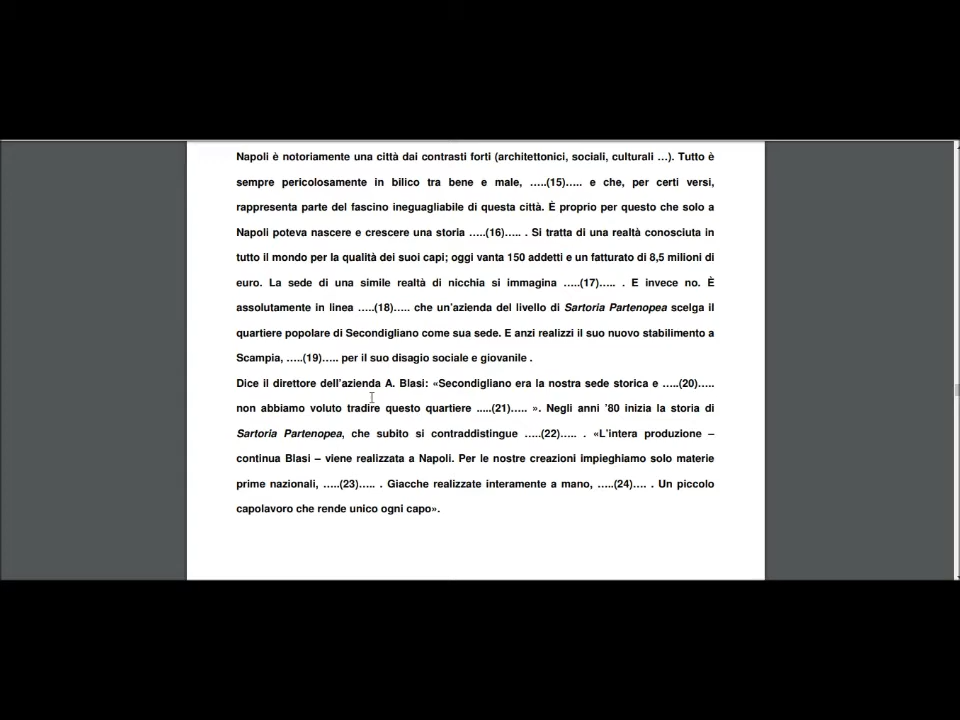 Napoli è notoriamente una città dai contrasti forti (architettonici, sociali, culturali ...). Tutto è
sempre pericolosamente in bilico tra bene e male, .....(15)..... e che, per certi versi,
rappresenta parte del fascino ineguagliabile di questa città. È proprio per questo che solo a
Napoli poteva nascere e crescere una storia .....(16)..... . Si tratta di una realtà conosciuta in
tutto il mondo per la qualità dei suoi capi; oggi vanta 150 addetti e un fatturato di 8,5 milioni di
euro. La sede di una simile realtà di nicchia si immagina .....(17)..... . E invece no. È
assolutamente in linea .....(18)..... che un'azienda del livello di Sartoria Partenopea scelga il
quartiere popolare di Secondigliano come sua sede. E anzi realizzi il suo nuovo stabilimento a
Scampia, .....(19)..... per il suo disagio sociale e giovanile .
Dice il direttore dell'azienda A. Blasi: «Secondigliano era la nostra sede storica e .....(20).....
non abbiamo voluto tradire questo quartiere .....(21)..... ». Negli anni '80 inizia la storia di
Sartoria Partenopea, che subito si contraddistingue .....(22)..... . «L'intera produzione –
continua Blasi – viene realizzata a Napoli. Per le nostre creazioni impieghiamo solo materie
prime nazionali, .....(23)..... . Giacche realizzate interamente a mano, .....(24).... . Un piccolo
capolavoro che rende unico ogni capo».